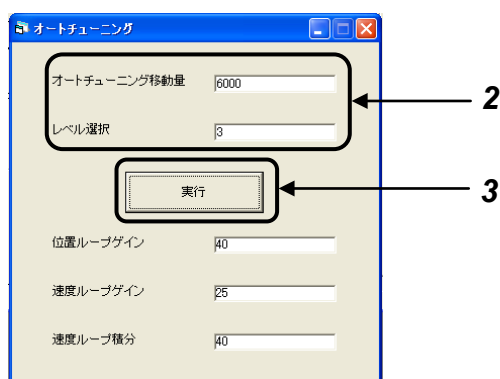 オートチューニング
オートチューニング移動量 6000
2
レベル選択 3
実行
3
位置ループゲイン 40
速度ループゲイン 25
速度ループ積分 40